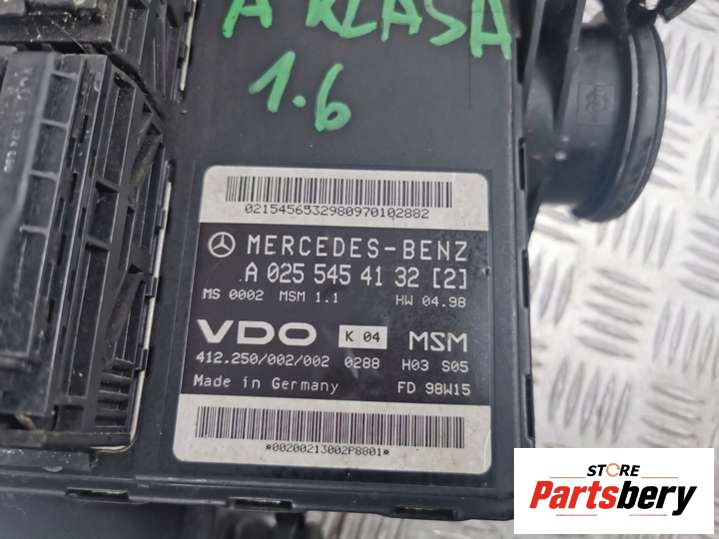 A KLASA
1.6
0215456532980970102882
MERCEDES-BENZ
A 025 545 41 32 [2]
MS 0002 MSM 1.1 HW 04.98
VDO K 04 MSM
412.250/002/002 0288 H03 S05
Made in Germany FD 98W15
*00200213002P8801*
STORE
Partsbery